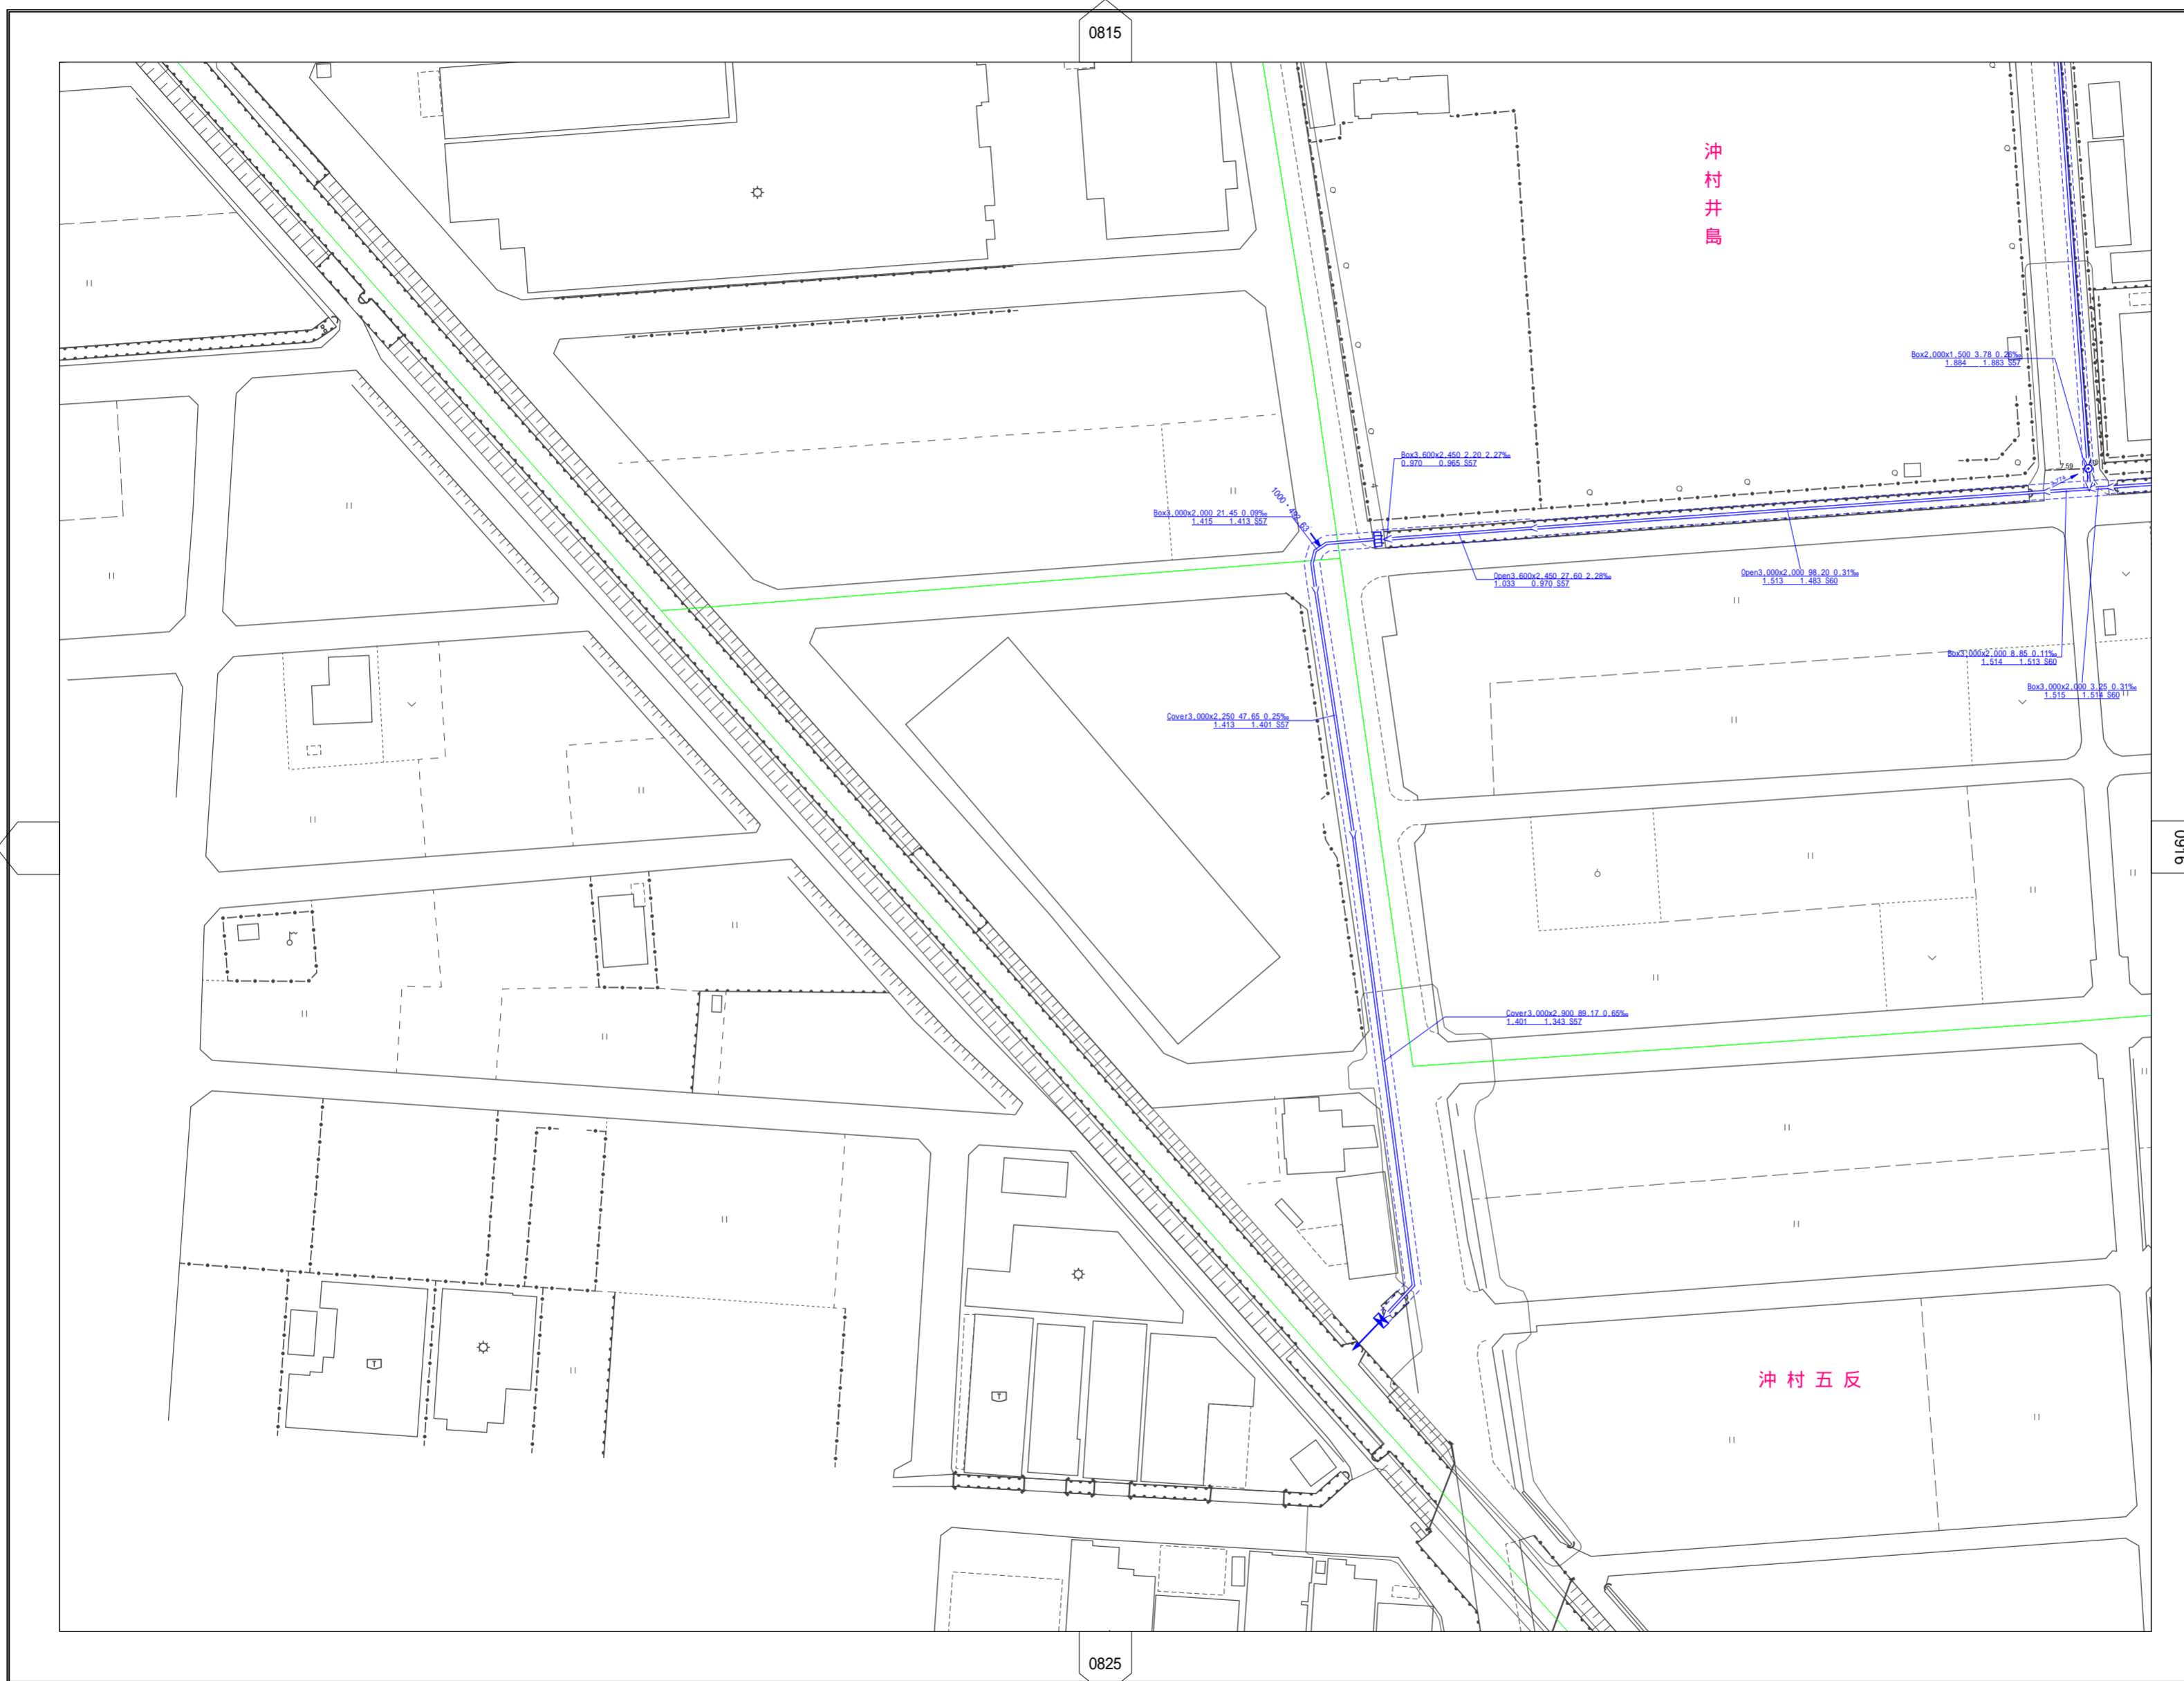 0815
沖
村
井
島
Box2,000x1,500 3.78 0.26‰
1.884 1.883 S57
Box3,600x2,450 2.20 2.27‰
0.970 0.965 S57
7.59
Box3,000x2,000 21.45 0.09‰
1.415 1.413 S57
Open3,600x2,450 27.60 2.28‰
1.033 0.970 S57
Open3,000x2,000 98.20 0.31‰
1.513 1.483 S60
Box3,000x2,000 8.85 0.11‰
1.514 1.513 S60
Box3,000x2,000 3.25 0.31‰
1.515 1.514 S60
Cover3,000x2,250 47.65 0.25‰
1.413 1.401 S57
0916
Cover3,000x2,900 89.17 0.65‰
1.401 1.343 S57
沖村五反
0825